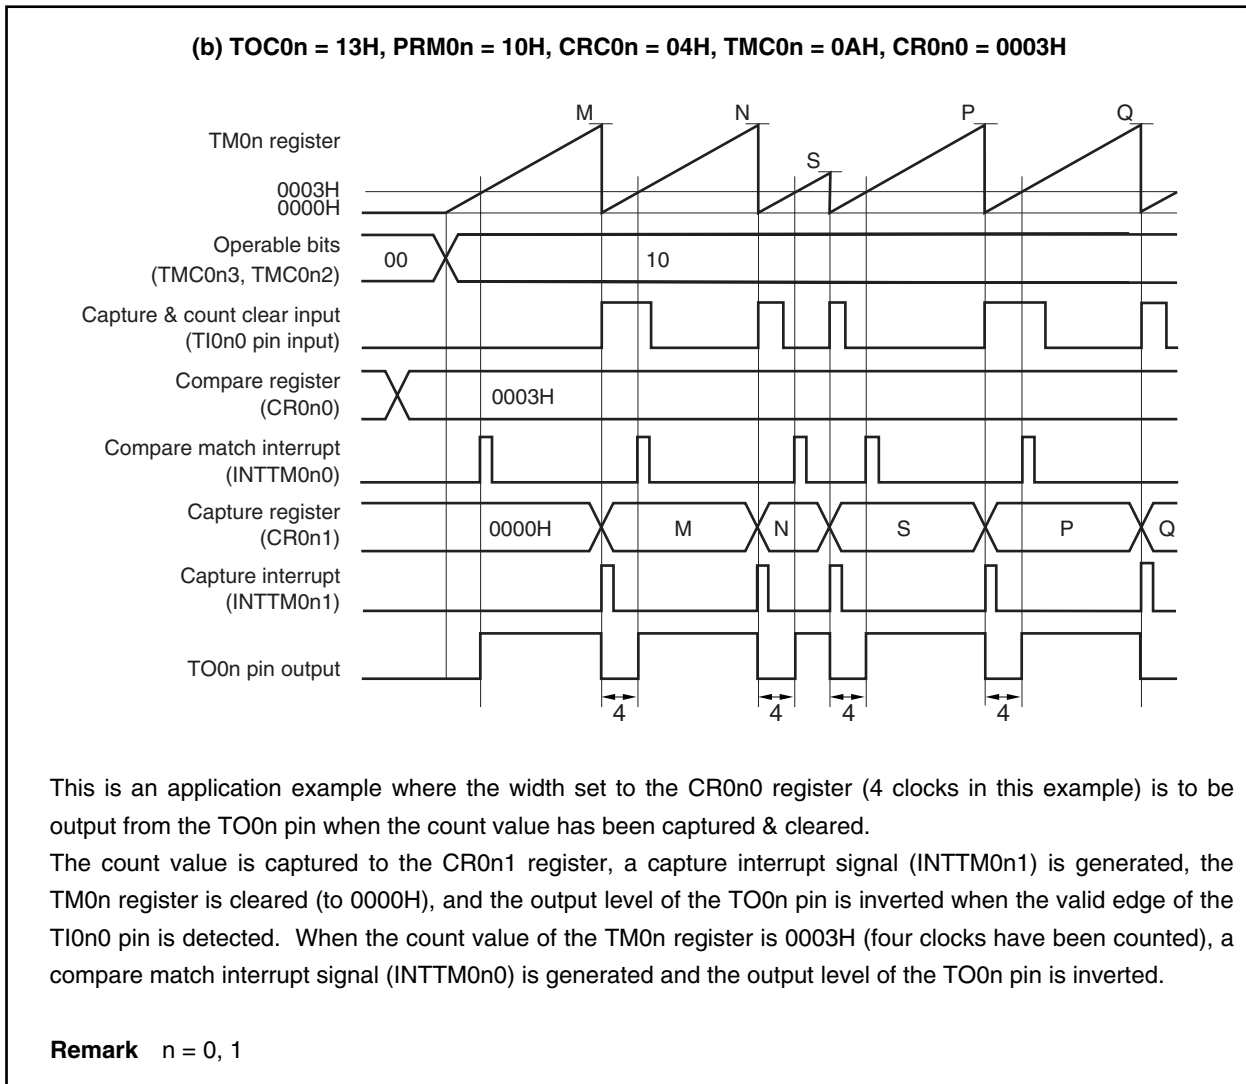 (b) TOC0n = 13H, PRM0n = 10H, CRC0n = 04H, TMC0n = 0AH, CR0n0 = 0003H
M N S P Q
TM0n register
0003H
0000H
Operable bits
(TMC0n3, TMC0n2)
00 10
Capture & count clear input
(TI0n0 pin input)
Compare register
(CR0n0)
0003H
Compare match interrupt
(INTTM0n0)
Capture register
(CR0n1)
0000H M N S P Q
Capture interrupt
(INTTM0n1)
TO0n pin output
4 4 4 4
This is an application example where the width set to the CR0n0 register (4 clocks in this example) is to be
output from the TO0n pin when the count value has been captured & cleared.
The count value is captured to the CR0n1 register, a capture interrupt signal (INTTM0n1) is generated, the
TM0n register is cleared (to 0000H), and the output level of the TO0n pin is inverted when the valid edge of the
TI0n0 pin is detected. When the count value of the TM0n register is 0003H (four clocks have been counted), a
compare match interrupt signal (INTTM0n0) is generated and the output level of the TO0n pin is inverted.
Remark n = 0, 1